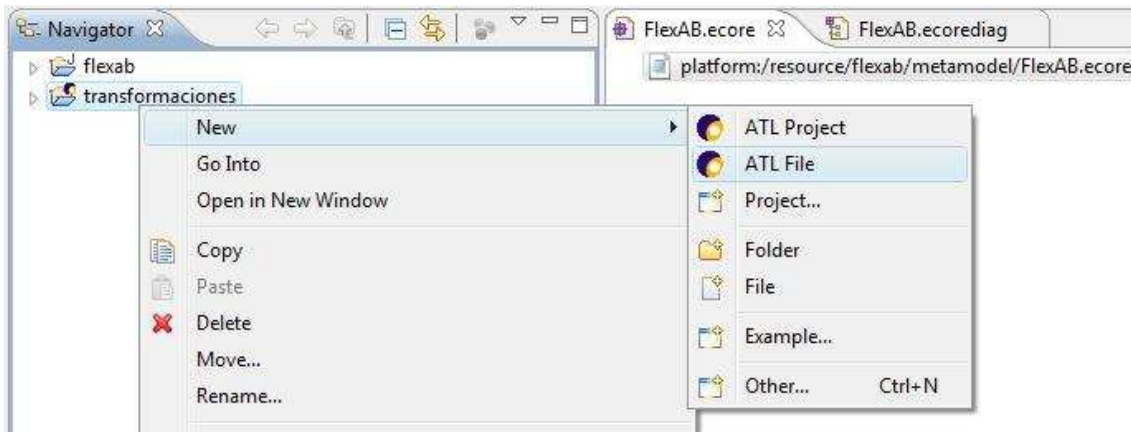 Navigator
FlexAB.ecore
FlexAB.ecorediag
flexab
platform:/resource/flexab/metamodel/FlexAB.ecore
transformaciones
New
Go Into
Open in New Window
Copy
Paste
Delete
Move...
Rename...
ATL Project
ATL File
Project...
Folder
File
Example...
Other... Ctrl+N